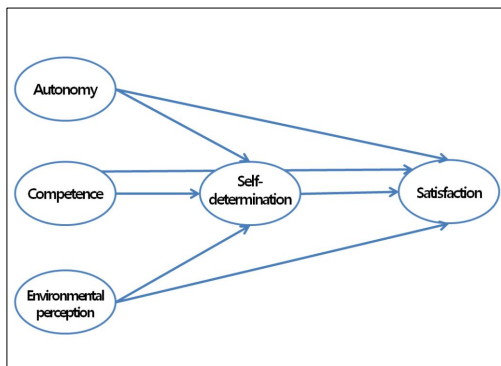 Autonomy
Competence
Self-
determination
Satisfaction
Environmental
perception